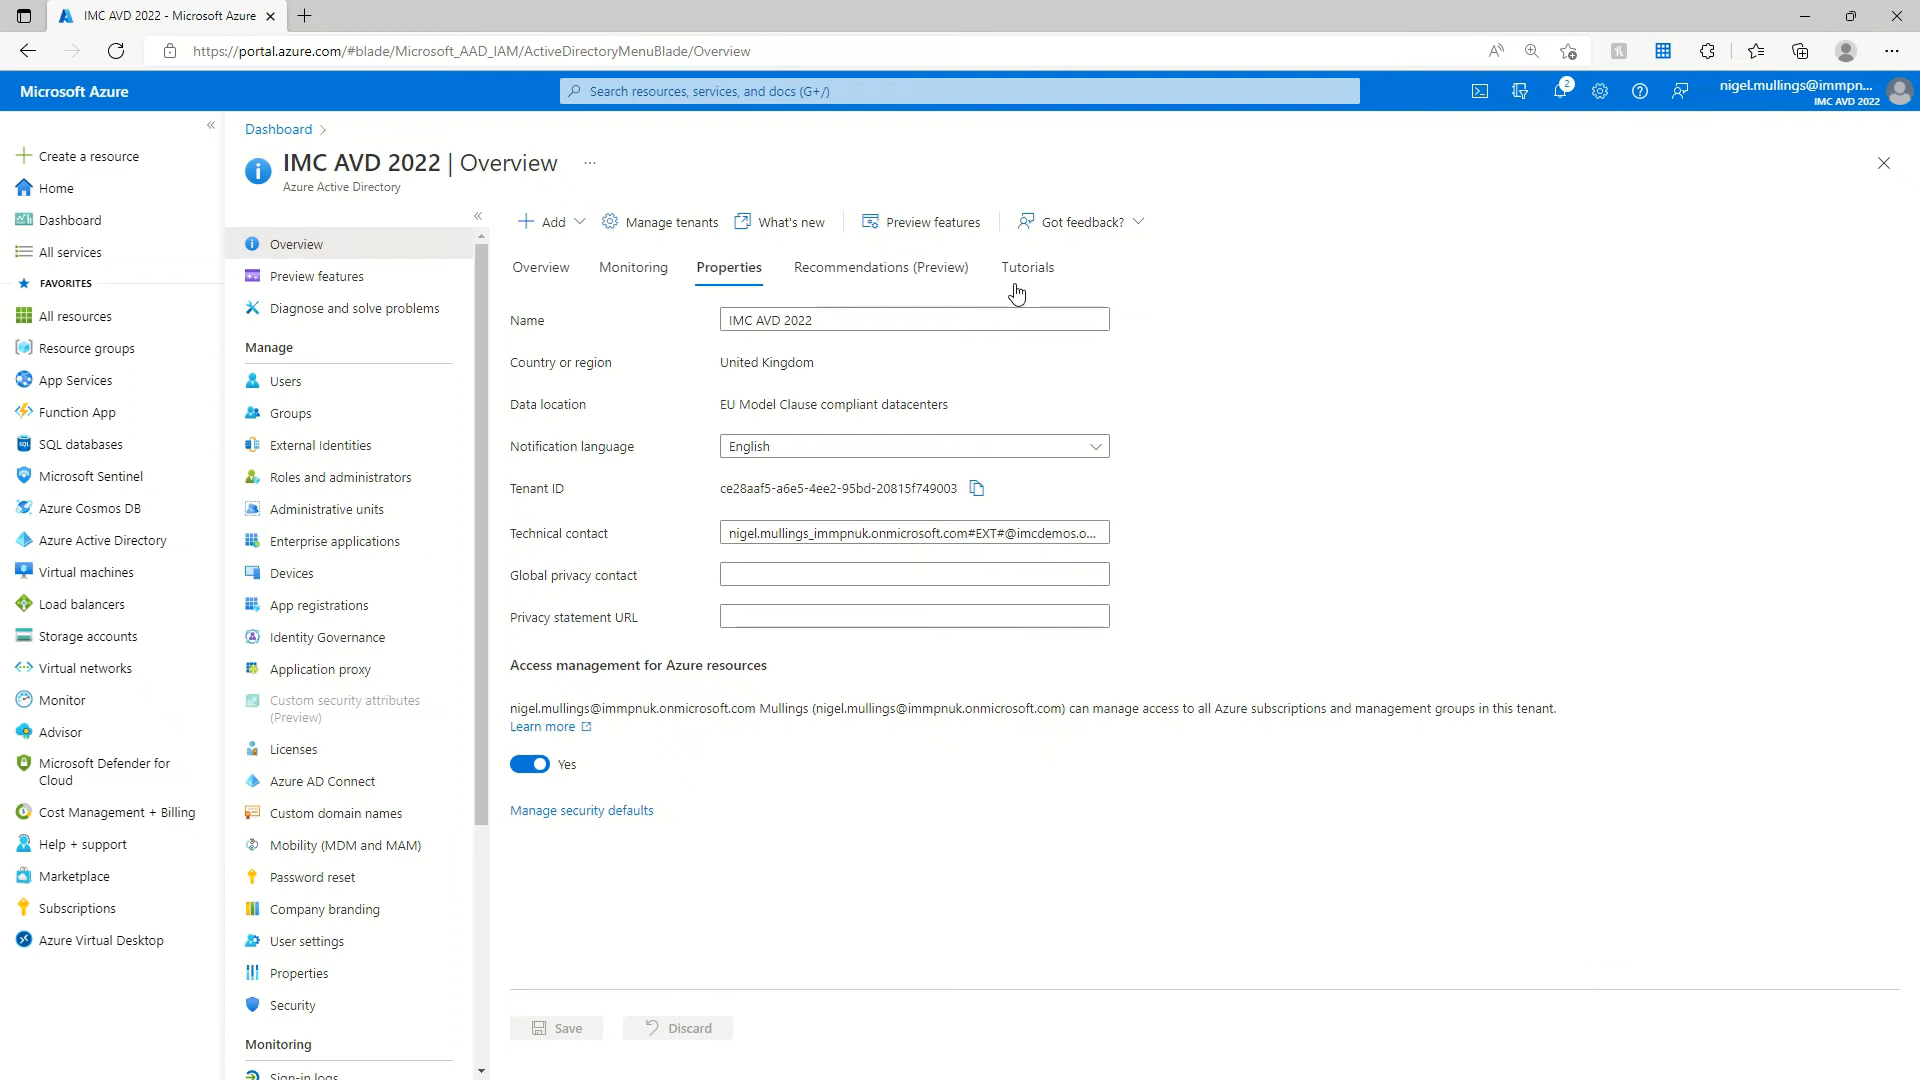 IMC AVD 2022 - Microsoft Azure
https://portal.azure.com/#blade/Microsoft_AAD_IAM/ActiveDirectoryMenuBlade/Overview
Microsoft Azure
Search resources, services, and docs (G+/)
2
nigel.mullings@immpn...
IMC AVD 2022
Create a resource
Home
Dashboard
All services
FAVORITES
All resources
Resource groups
App Services
Function App
SQL databases
Microsoft Sentinel
Azure Cosmos DB
Azure Active Directory
Virtual machines
Load balancers
Storage accounts
Virtual networks
Monitor
Advisor
Microsoft Defender for
Cloud
Cost Management + Billing
Help + support
Marketplace
Subscriptions
Azure Virtual Desktop
Dashboard
IMC AVD 2022 | Overview
Azure Active Directory
Overview
Preview features
Diagnose and solve problems
Manage
Users
Groups
External Identities
Roles and administrators
Administrative units
Enterprise applications
Devices
App registrations
Identity Governance
Application proxy
Custom security attributes
(Preview)
Licenses
Azure AD Connect
Custom domain names
Mobility (MDM and MAM)
Password reset
Company branding
User settings
Properties
Security
Monitoring
Sign-in logs
Add
Manage tenants
What's new
Preview features
Got feedback?
Overview
Monitoring
Properties
Recommendations (Preview)
Tutorials
Name
IMC AVD 2022
Country or region
United Kingdom
Data location
EU Model Clause compliant datacenters
Notification language
English
Tenant ID
ce28aaf5-a6e5-4ee2-95bd-20815f749003
Technical contact
nigel.mullings_immpnuk.onmicrosoft.com#EXT#@imcdemos.o...
Global privacy contact
Privacy statement URL
Access management for Azure resources
nigel.mullings@immpnuk.onmicrosoft.com Mullings (nigel.mullings@immpnuk.onmicrosoft.com) can manage access to all Azure subscriptions and management groups in this tenant.
Learn more
Yes
Manage security defaults
Save
Discard